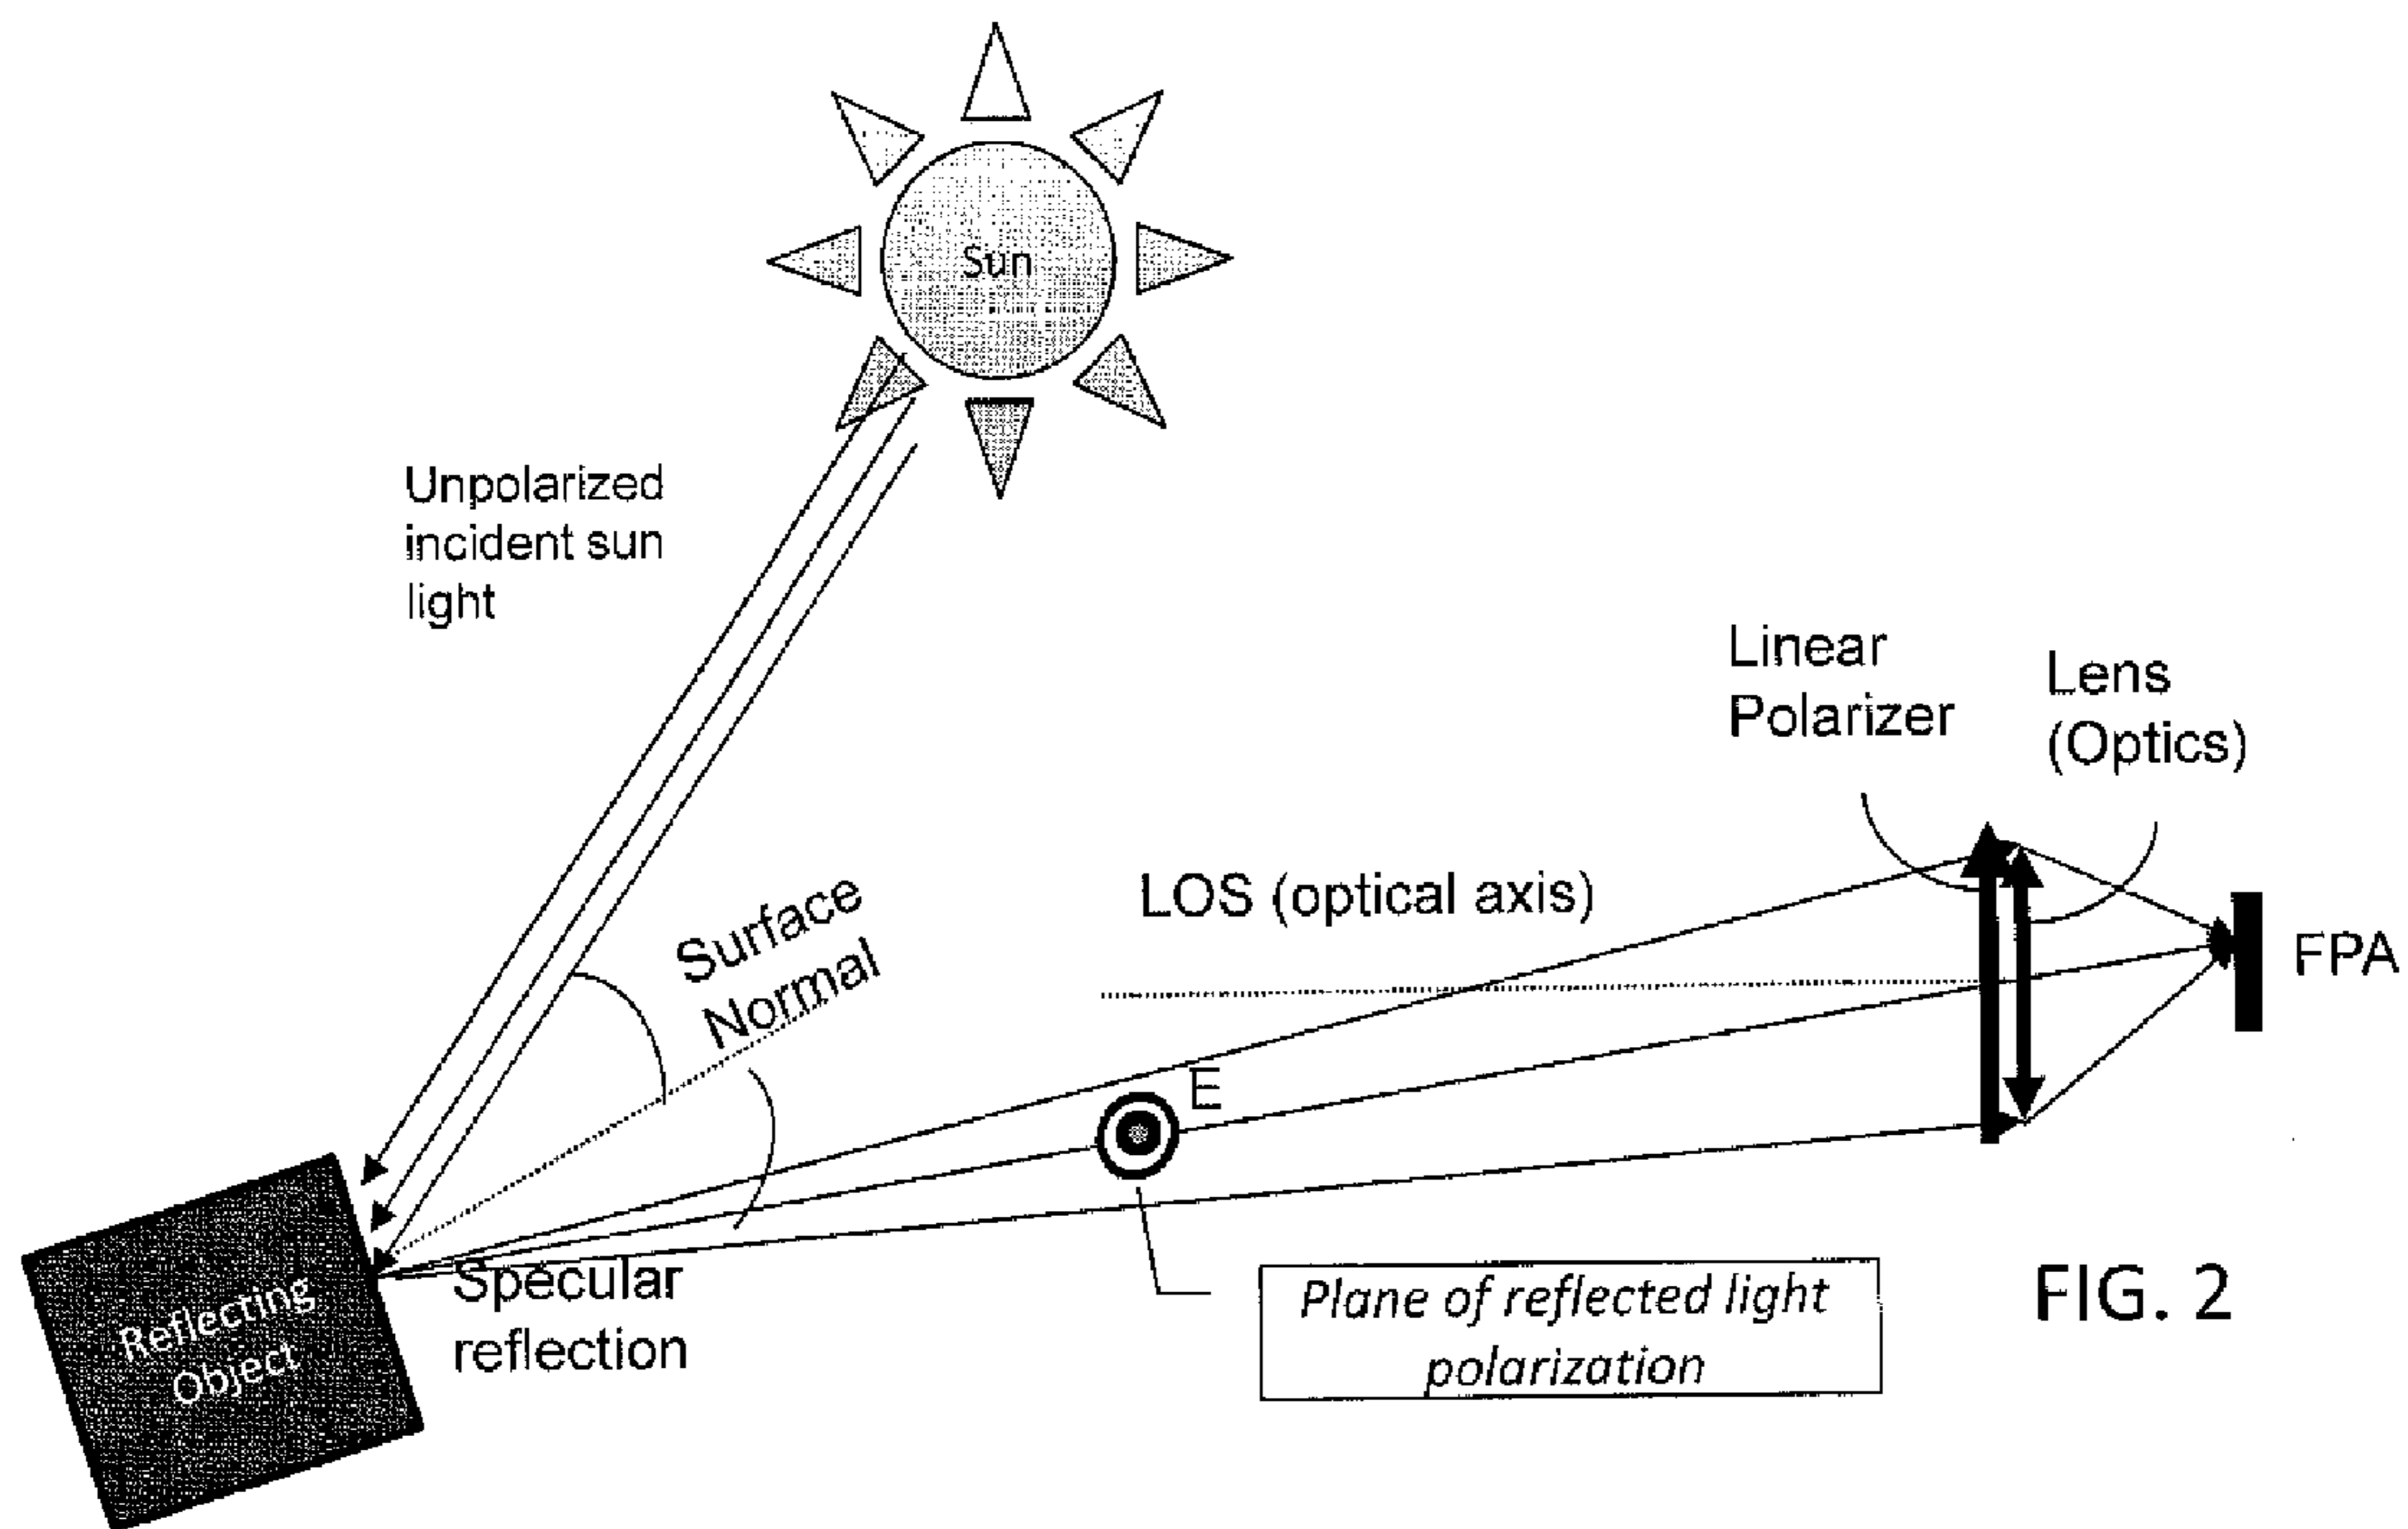 Sun
Unpolarized
incident sun
light
Linear
Polarizer
Lens
(Optics)
Surface
Normal
LOS (optical axis)
FPA
E
Specular
reflection
Reflecting
Object
Plane of reflected light
polarization
FIG. 2